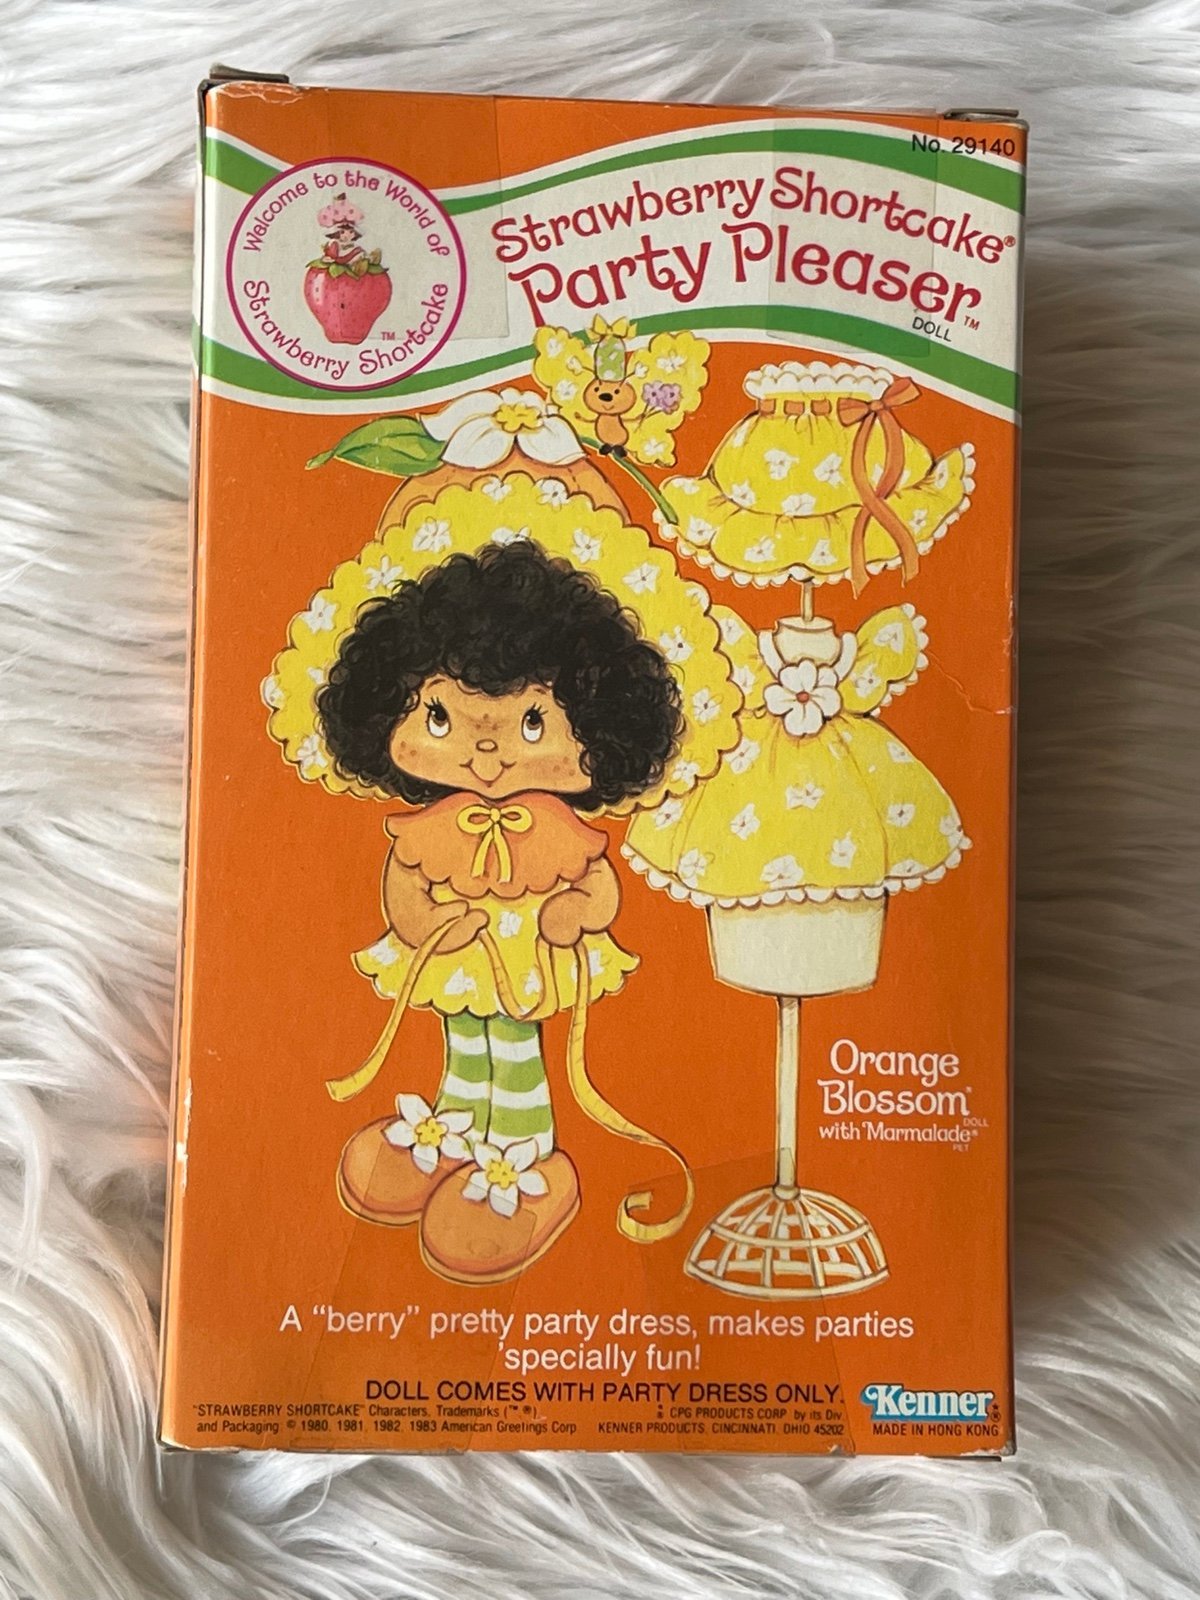 No. 29140
Welcome to the World of
Strawberry Shortcake
™
Strawberry Shortcake®
Party Pleaser™
DOLL
Orange
Blossom®
DOLL
with Marmalade®
PET
A "berry" pretty party dress, makes parties
'specially fun!
DOLL COMES WITH PARTY DRESS ONLY.
"STRAWBERRY SHORTCAKE" Characters, Trademarks (™ ®)
and Packaging © 1980, 1981, 1982, 1983 American Greetings Corp
CPG PRODUCTS CORP by its Div.
KENNER PRODUCTS, CINCINNATI, OHIO 45202
Kenner®
MADE IN HONG KONG